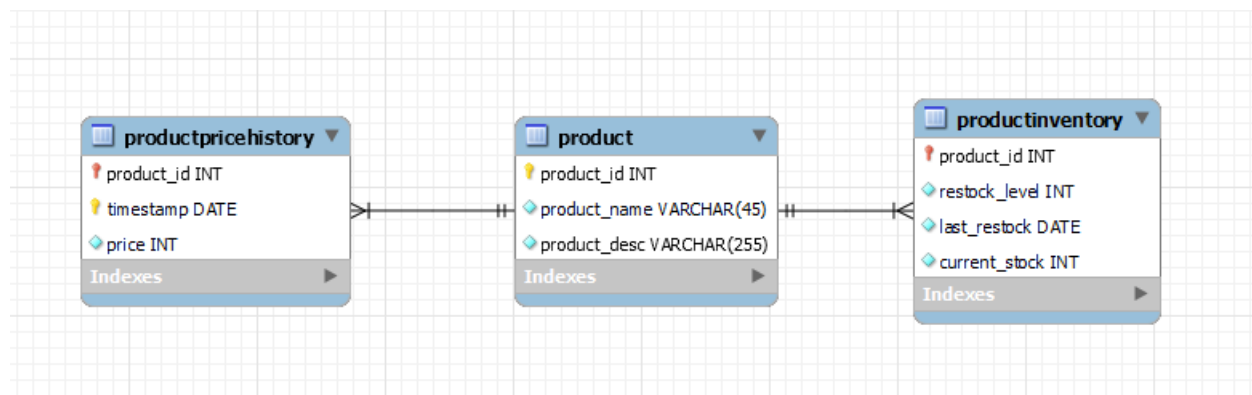 productpricehistory
product_id INT
timestamp DATE
price INT
Indexes
product
product_id INT
product_name VARCHAR(45)
product_desc VARCHAR(255)
Indexes
productinventory
product_id INT
restock_level INT
last_restock DATE
current_stock INT
Indexes